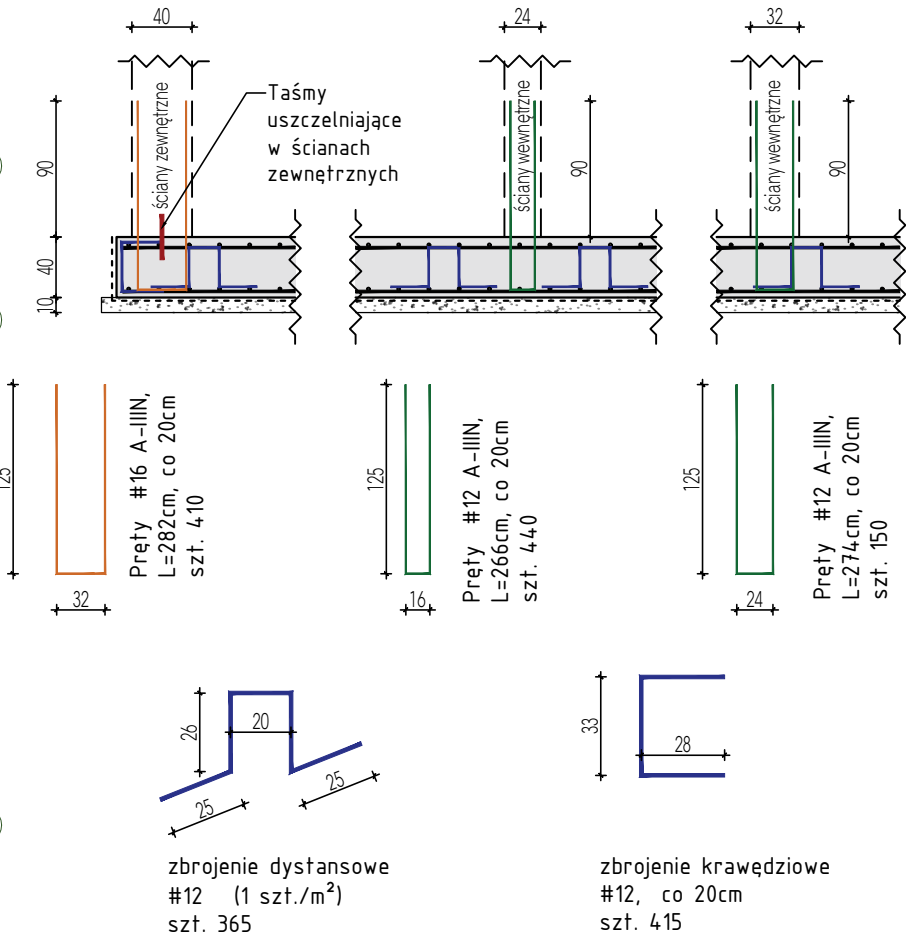 40
24
32
ściany zewnętrzne
Taśmy
uszczelniające
w ścianach
zewnętrznych
ściany wewnętrzne
ściany wewnętrzne
90
90
90
40
10
125
Pręty #16 A-IIIN,
L=282cm, co 20cm
szt. 410
32
125
Pręty #12 A-IIIN,
L=266cm, co 20cm
szt. 440
16
125
Pręty #12 A-IIIN,
L=274cm, co 20cm
szt. 150
24
26
20
25
25
33
28
zbrojenie dystansowe
#12 (1 szt./m²)
szt. 365
zbrojenie krawędziowe
#12, co 20cm
szt. 415